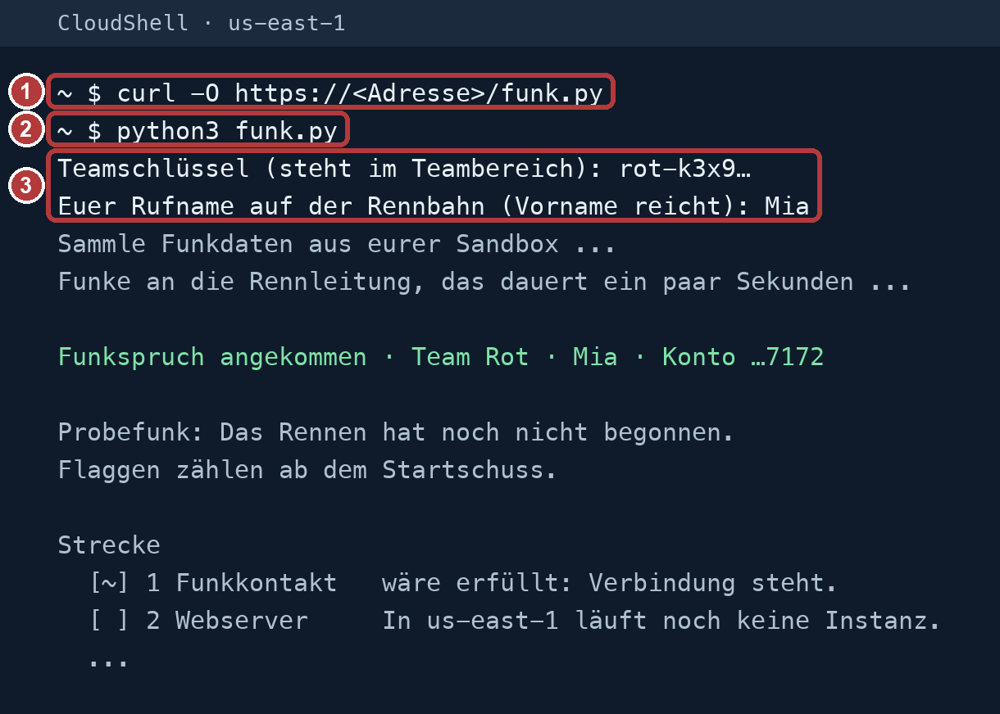 CloudShell · us-east-1
1 ~ $ curl -O https://<Adresse>/funk.py
2 ~ $ python3 funk.py
3
Teamschlüssel (steht im Teambereich): rot-k3x9…
Euer Rufname auf der Rennbahn (Vorname reicht): Mia
Sammle Funkdaten aus eurer Sandbox ...
Funke an die Rennleitung, das dauert ein paar Sekunden ...
Funkspruch angekommen · Team Rot · Mia · Konto …7172
Probefunk: Das Rennen hat noch nicht begonnen.
Flaggen zählen ab dem Startschuss.
Strecke
[~] 1 Funkkontakt wäre erfüllt: Verbindung steht.
[ ] 2 Webserver In us-east-1 läuft noch keine Instanz.
...